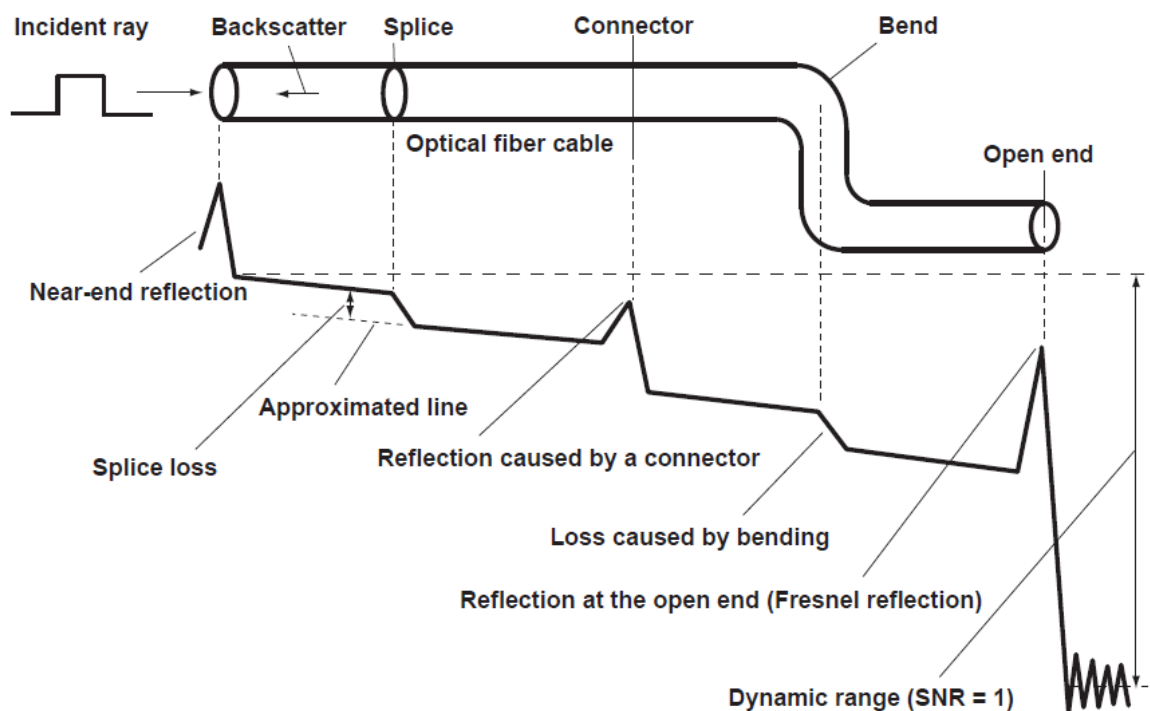 Incident ray
Backscatter
Splice
Connector
Bend
Optical fiber cable
Open end
Near-end reflection
Approximated line
Splice loss
Reflection caused by a connector
Loss caused by bending
Reflection at the open end (Fresnel reflection)
Dynamic range (SNR = 1)